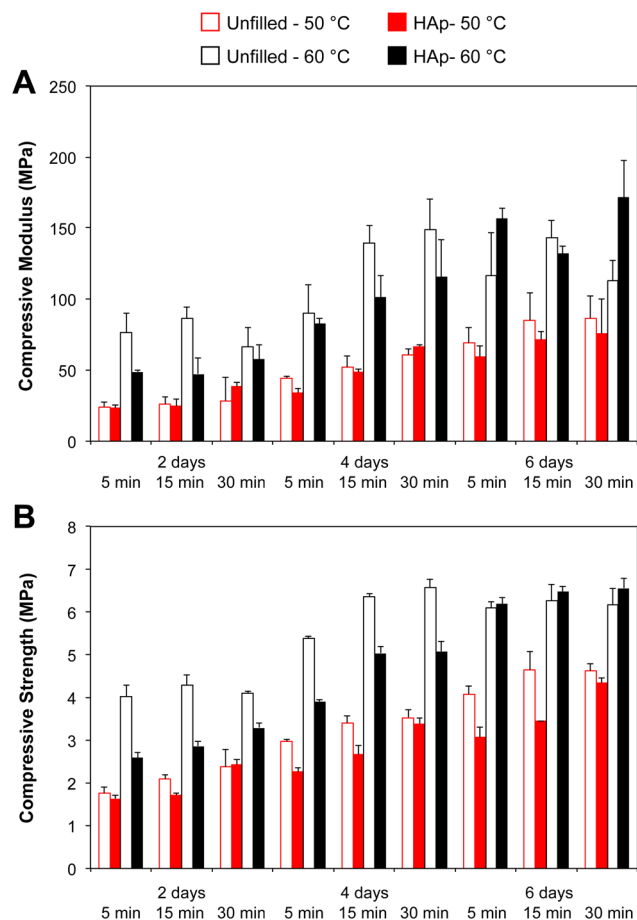 Unfilled - 50 °C HAp- 50 °C
Unfilled - 60 °C HAp- 60 °C
A
Compressive Modulus (MPa)
250
200
150
100
50
0
2 days 4 days 6 days
5 min 15 min 30 min 5 min 15 min 30 min 5 min 15 min 30 min
B
Compressive Strength (MPa)
8
7
6
5
4
3
2
1
0
2 days 4 days 6 days
5 min 15 min 30 min 5 min 15 min 30 min 5 min 15 min 30 min